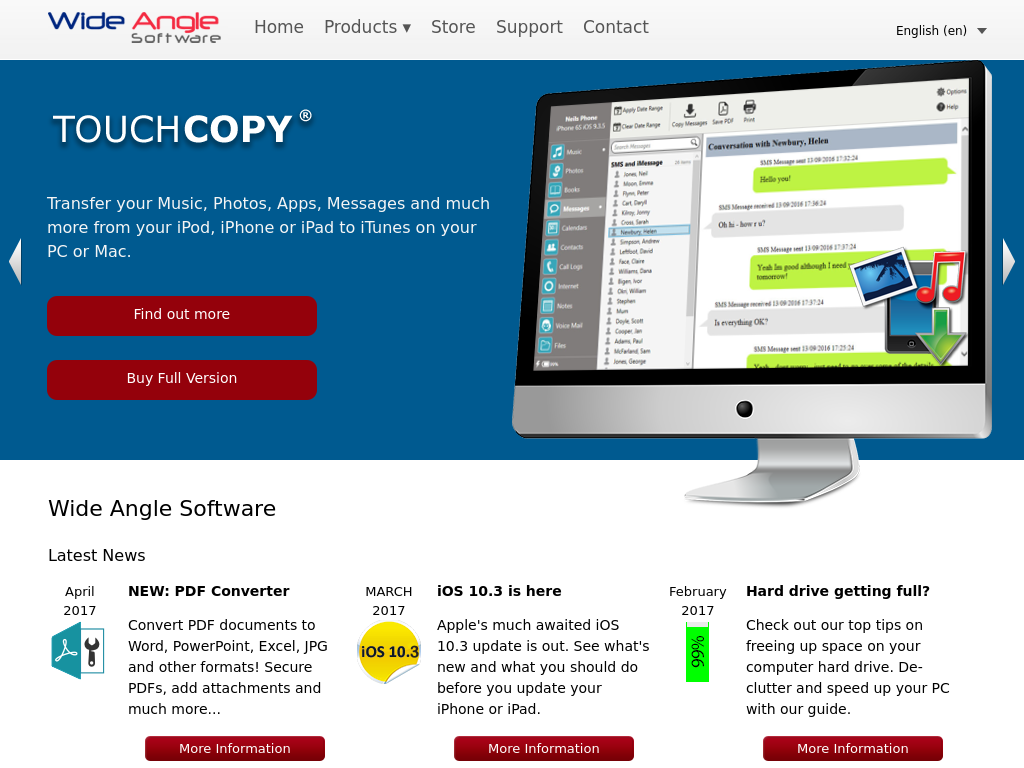 Wide Angle
Software
Home
Products ▾
Store
Support
Contact
English (en)
TOUCHCOPY ®
Transfer your Music, Photos, Apps, Messages and much
more from your iPod, iPhone or iPad to iTunes on your
PC or Mac.
Find out more
Buy Full Version
Neils Phone
iPhone 6S iOS 9.3.5
Music
Photos
Books
Messages
Calendars
Contacts
Call Logs
Internet
Notes
Voice Mail
Files
Apply Date Range
Clear Date Range
Copy Messages
Save PDF
Print
Options
Help
Search Messages
SMS and iMessage
Jones, Neil
Moon, Emma
Flynn, Peter
Cart, Daryll
Kilroy, Jonny
Cross, Sarah
Newbury, Helen
Simpson, Andrew
Leftfoot, David
Face, Claire
Williams, Dana
Bigen, Ivor
Okri, William
Stephen
Mum
Doyle, Scott
Cooper, Ian
Adams, Paul
McFarland, Sam
Jones, George
Conversation with Newbury, Helen
SMS Message sent 13/09/2016 17:32:24
Hello you!
SMS Message received 13/09/2016 17:36:24
Oh hi - how r u?
SMS Message sent 13/09/2016 17:37:24
Yeah Im good although I need
tomorrow!
SMS Message received 13/09/2016 17:37:24
Is everything OK?
SMS Message sent 13/09/2016 17:25:24
Wide Angle Software
Latest News
April
2017
NEW: PDF Converter
Convert PDF documents to
Word, PowerPoint, Excel, JPG
and other formats! Secure
PDFs, add attachments and
much more...
More Information
MARCH
2017
iOS 10.3
iOS 10.3 is here
Apple's much awaited iOS
10.3 update is out. See what's
new and what you should do
before you update your
iPhone or iPad.
More Information
February
2017
99%
Hard drive getting full?
Check out our top tips on
freeing up space on your
computer hard drive. De-
clutter and speed up your PC
with our guide.
More Information